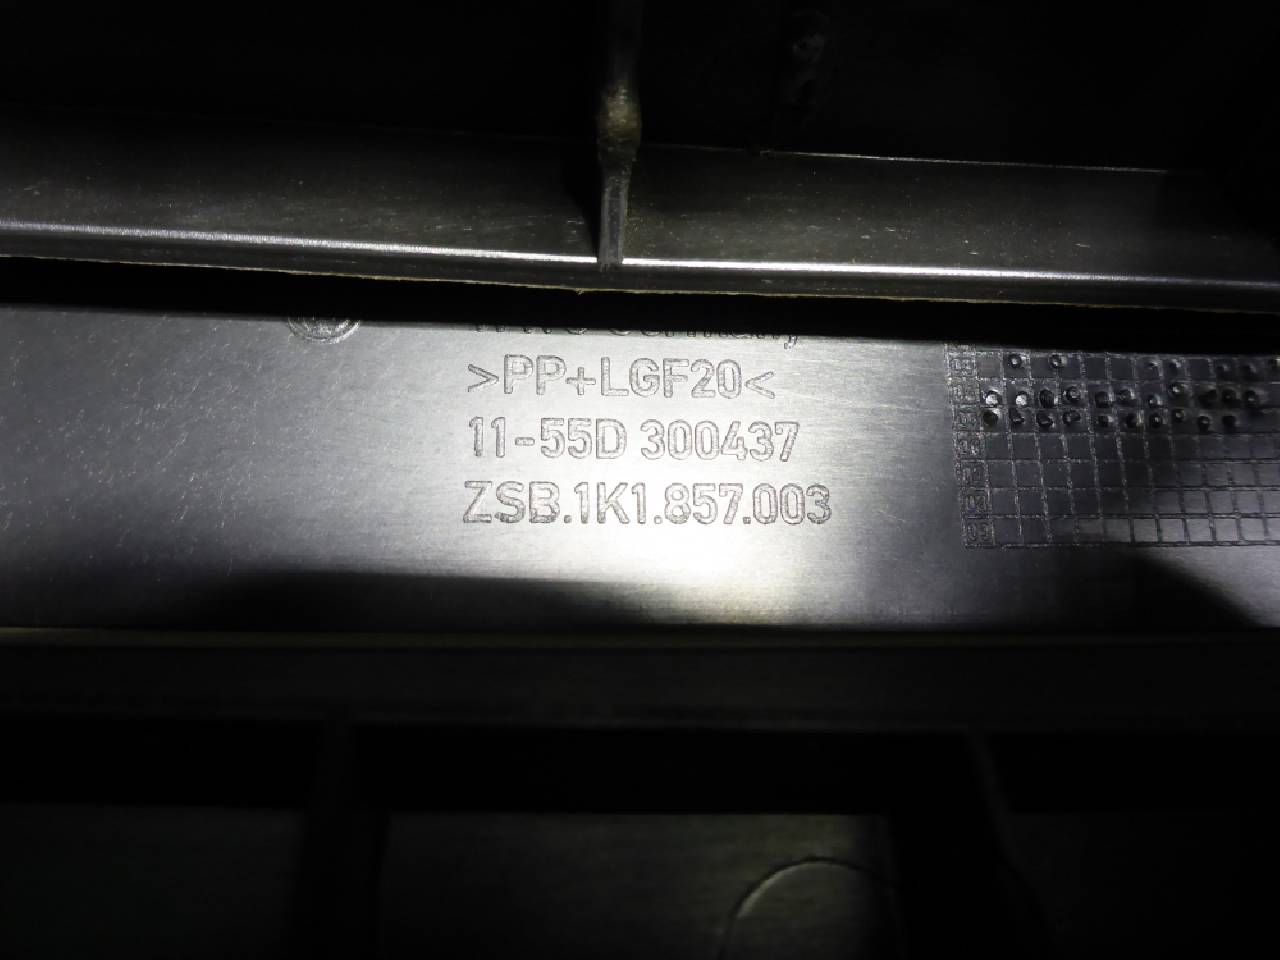 >PP+LGF20<
11-55D 300437
ZSB.1K1.857.003